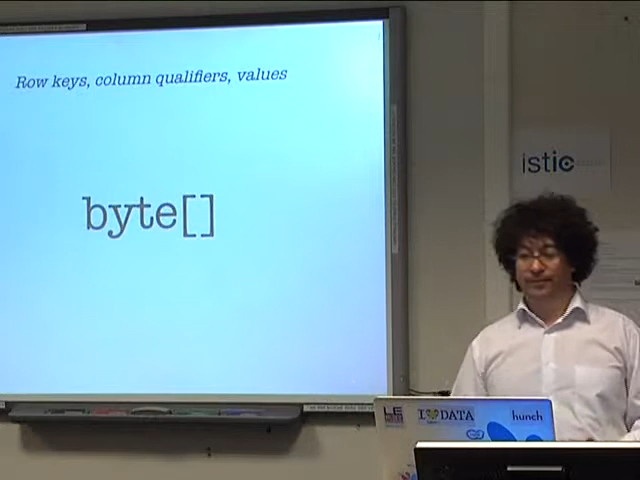 Row keys, column qualifiers, values
byte[]
istic
I DATA
hunch